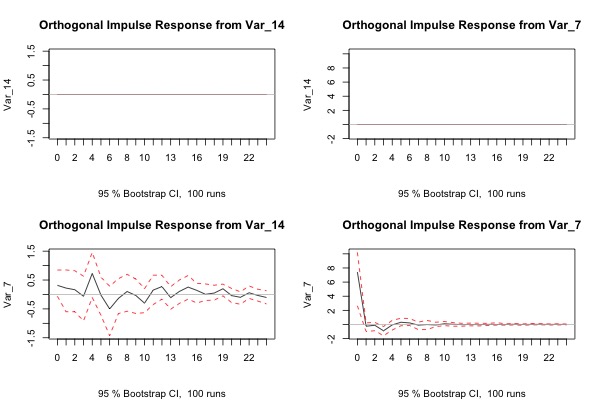 Orthogonal Impulse Response from Var_14
Var_14
1.5
0.5
-0.5
-1.5
0 2 4 6 8 10 13 16 19 22
95 % Bootstrap CI, 100 runs
Orthogonal Impulse Response from Var_7
Var_14
8
6
4
2
-2
0 2 4 6 8 10 13 16 19 22
95 % Bootstrap CI, 100 runs
Orthogonal Impulse Response from Var_14
Var_7
1.5
0.5
-0.5
-1.5
0 2 4 6 8 10 13 16 19 22
95 % Bootstrap CI, 100 runs
Orthogonal Impulse Response from Var_7
Var_7
8
6
4
2
-2
0 2 4 6 8 10 13 16 19 22
95 % Bootstrap CI, 100 runs